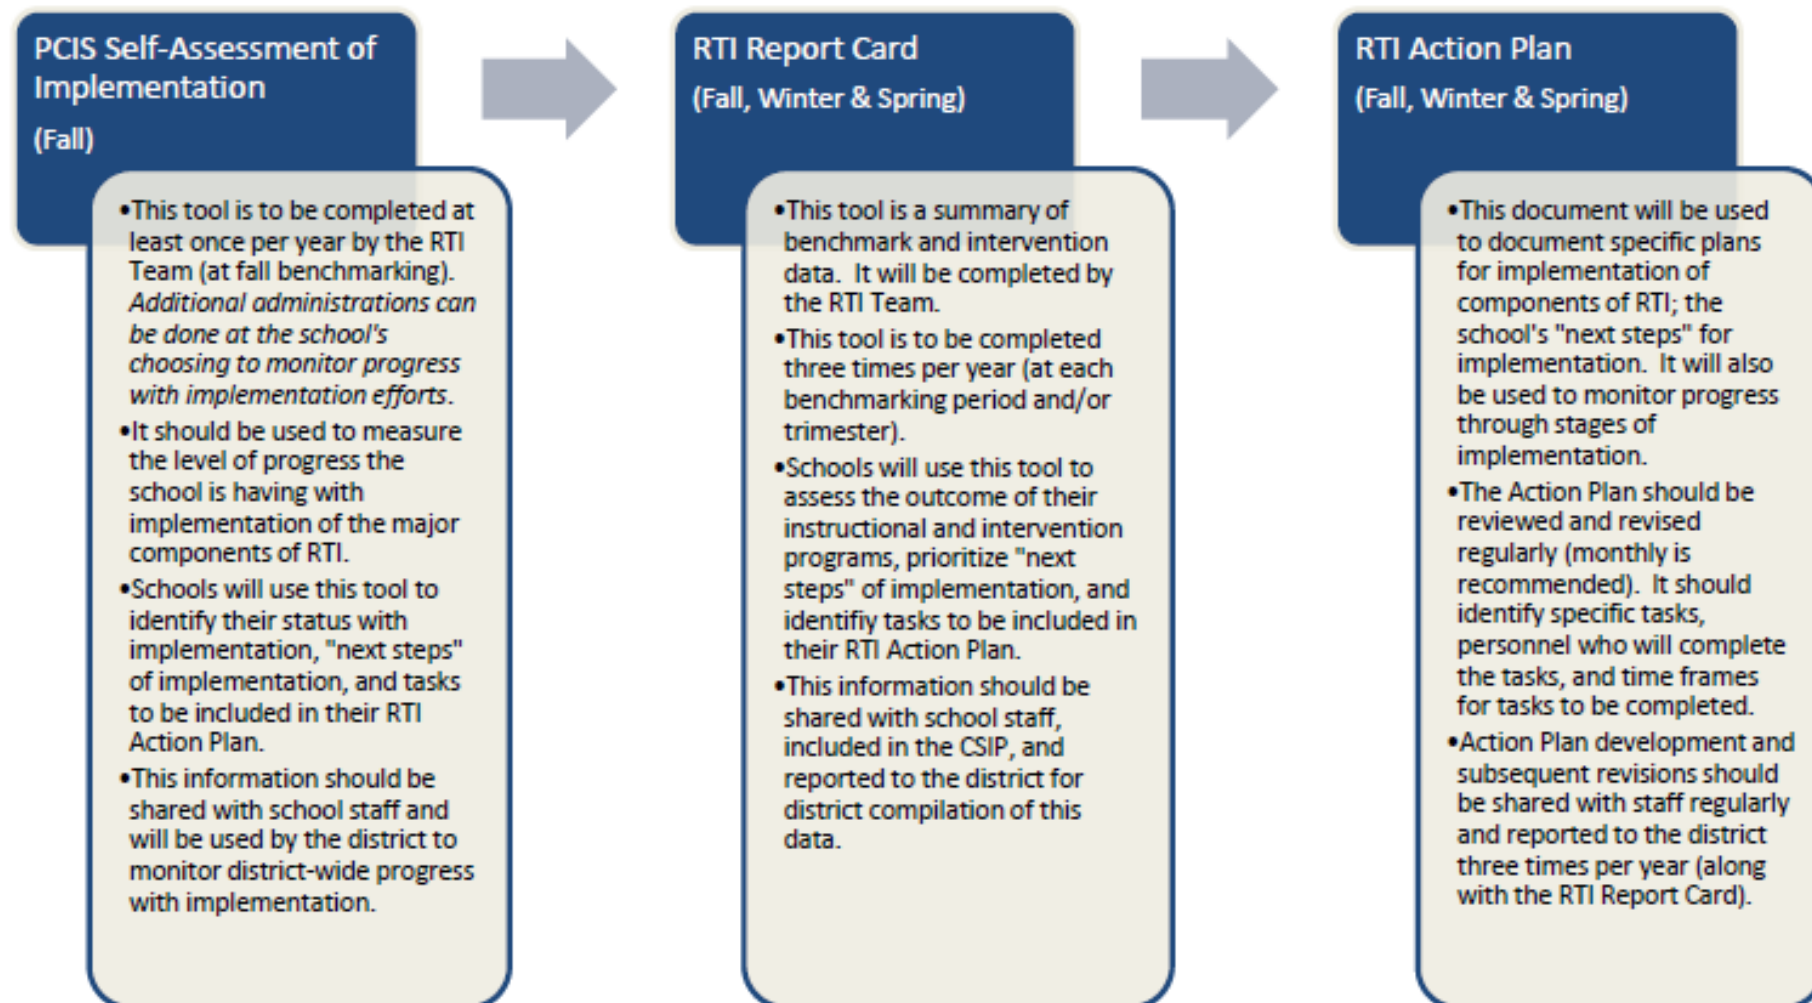 PCIS Self-Assessment of
Implementation
(Fall)
•This tool is to be completed at
least once per year by the RTI
Team (at fall benchmarking).
Additional administrations can
be done at the school's
choosing to monitor progress
with implementation efforts.
•It should be used to measure
the level of progress the
school is having with
implementation of the major
components of RTI.
•Schools will use this tool to
identify their status with
implementation, "next steps"
of implementation, and tasks
to be included in their RTI
Action Plan.
•This information should be
shared with school staff and
will be used by the district to
monitor district-wide progress
with implementation.
RTI Report Card
(Fall, Winter & Spring)
•This tool is a summary of
benchmark and intervention
data.  It will be completed by
the RTI Team.
•This tool is to be completed
three times per year (at each
benchmarking period and/or
trimester).
•Schools will use this tool to
assess the outcome of their
instructional and intervention
programs, prioritize "next
steps" of implementation, and
identifiy tasks to be included in
their RTI Action Plan.
•This information should be
shared with school staff,
included in the CSIP, and
reported to the district for
district compilation of this
data.
RTI Action Plan
(Fall, Winter & Spring)
•This document will be used
to document specific plans
for implementation of
components of RTI; the
school's "next steps" for
implementation.  It will also
be used to monitor progress
through stages of
implementation.
•The Action Plan should be
reviewed and revised
regularly (monthly is
recommended).  It should
identify specific tasks,
personnel who will complete
the tasks, and time frames
for tasks to be completed.
•Action Plan development and
subsequent revisions should
be shared with staff regularly
and reported to the district
three times per year (along
with the RTI Report Card).